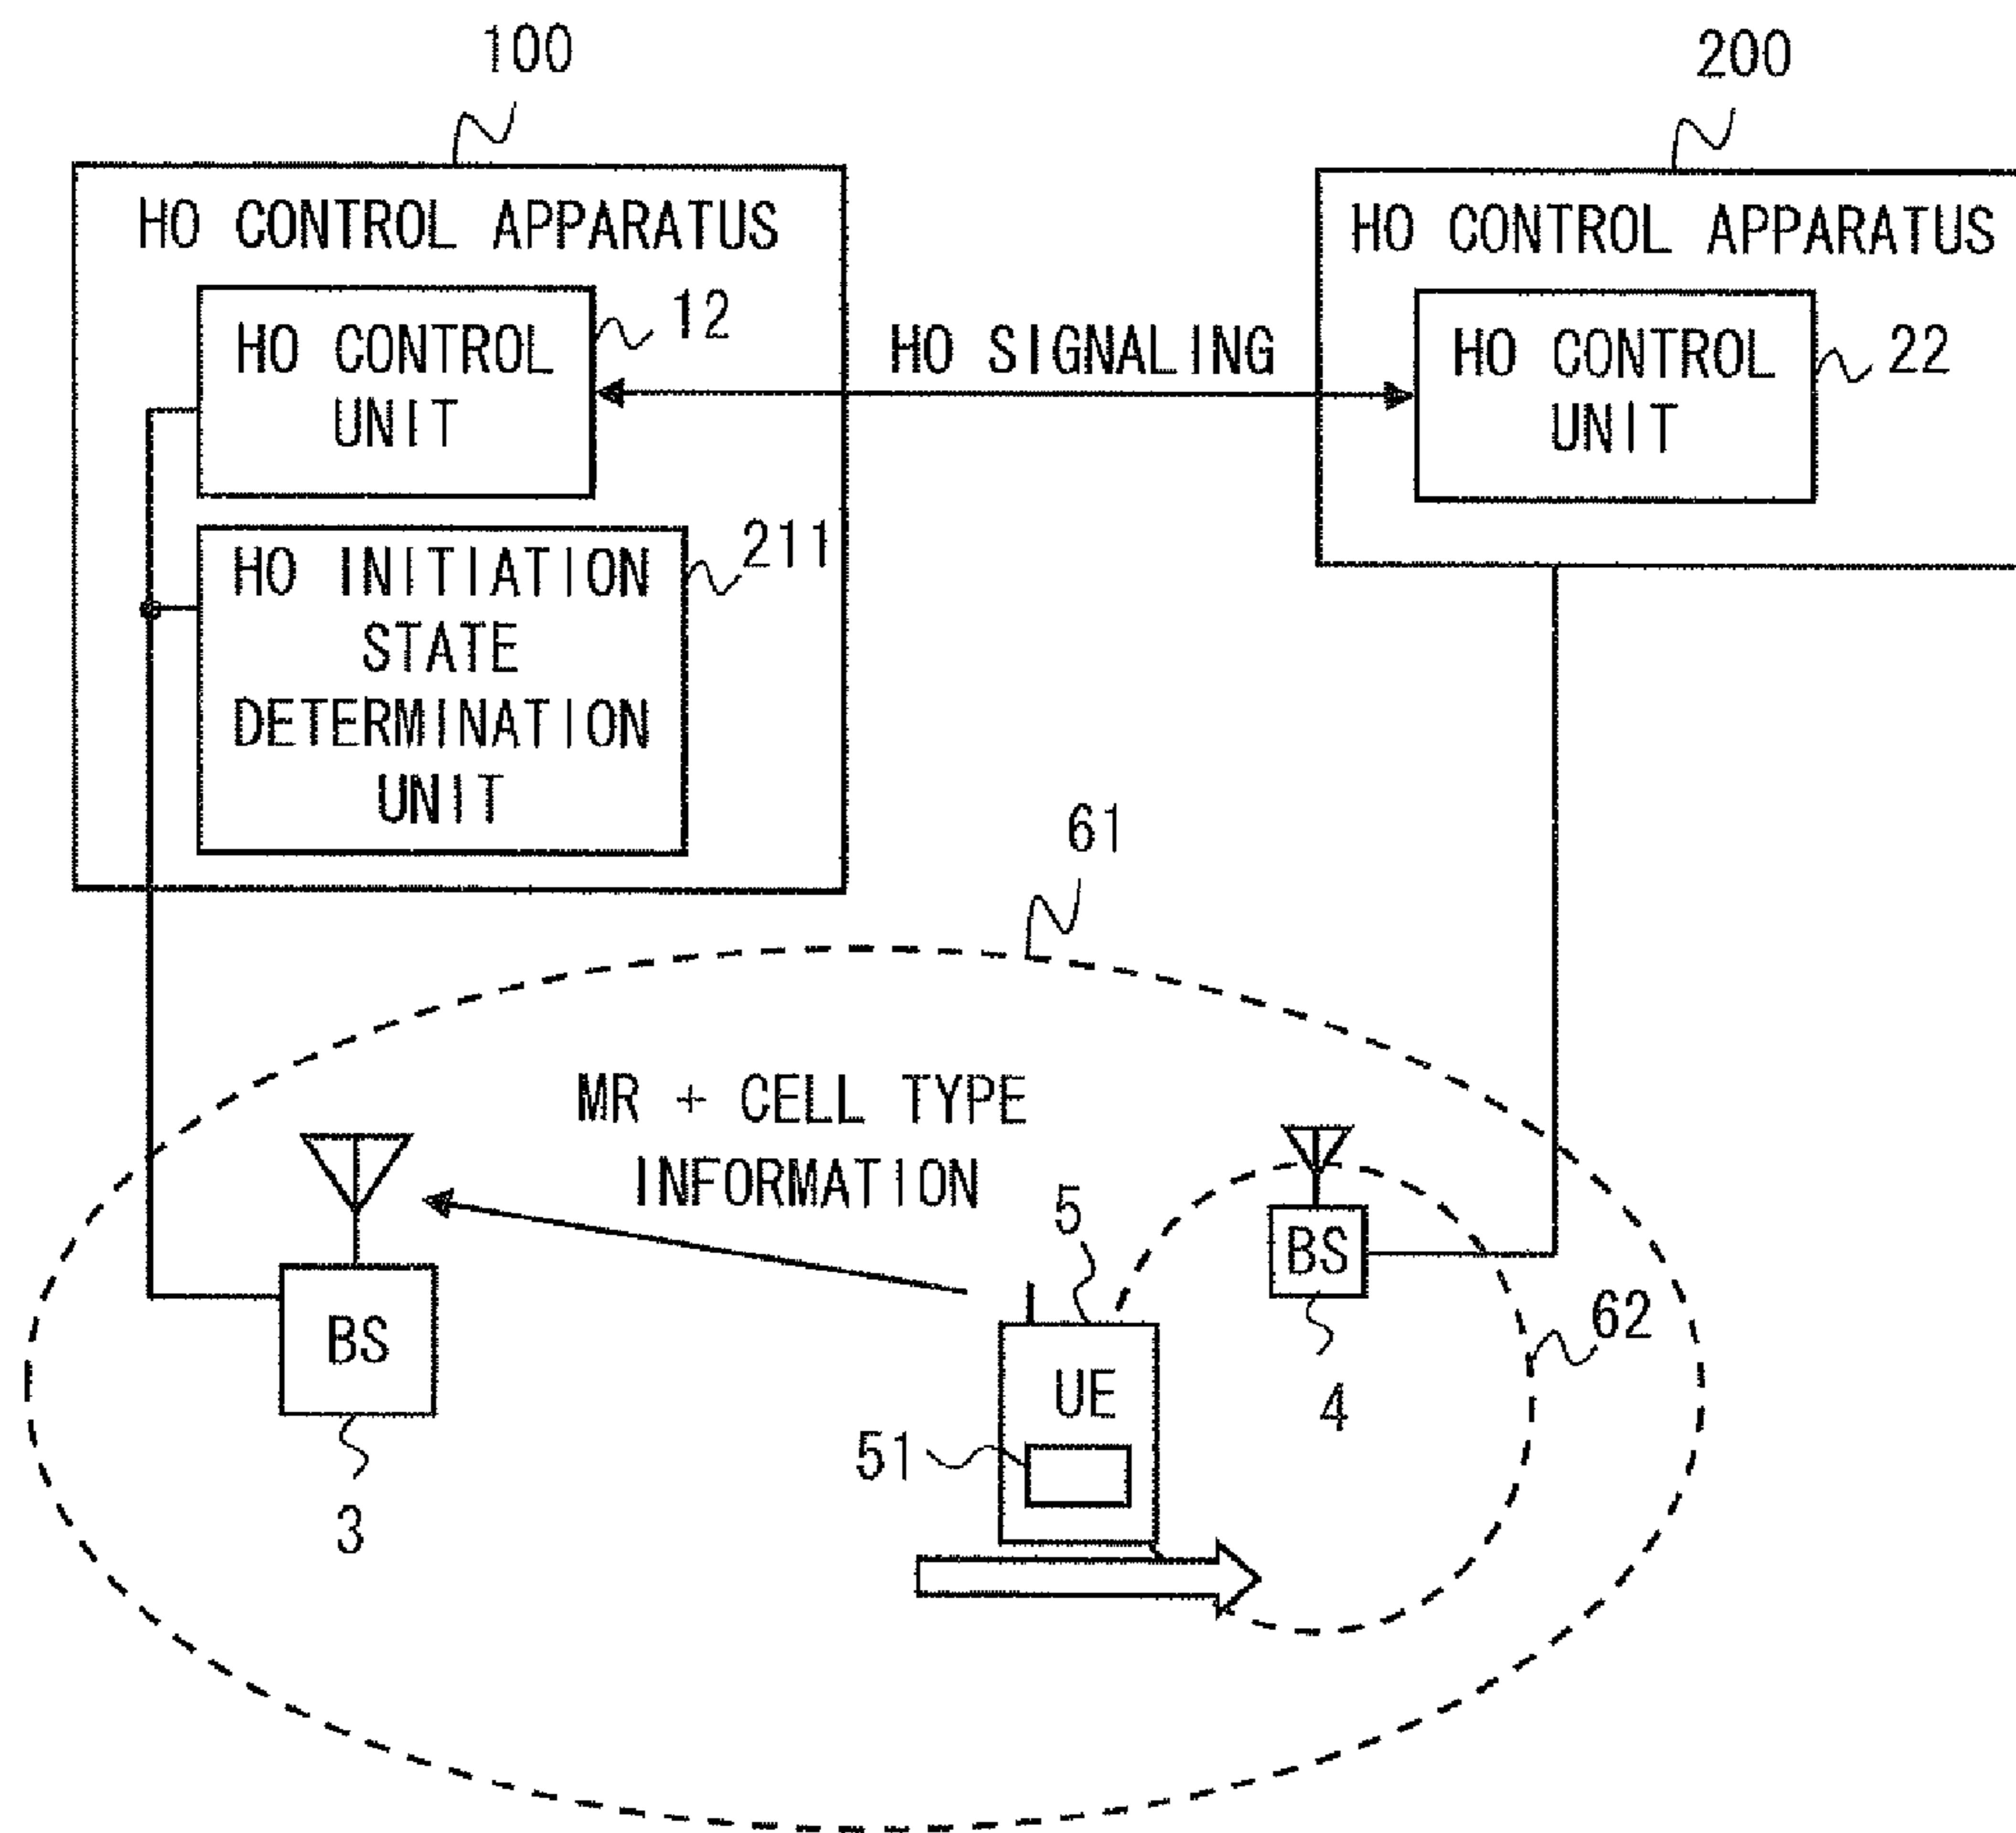 100
200
HO CONTROL APPARATUS
HO CONTROL APPARATUS
HO CONTROL
UNIT
12
HO SIGNALING
HO CONTROL
UNIT
22
HO INITIATION
STATE
DETERMINATION
UNIT
211
61
MR + CELL TYPE
INFORMATION
5
BS
BS
UE
62
4
51
3